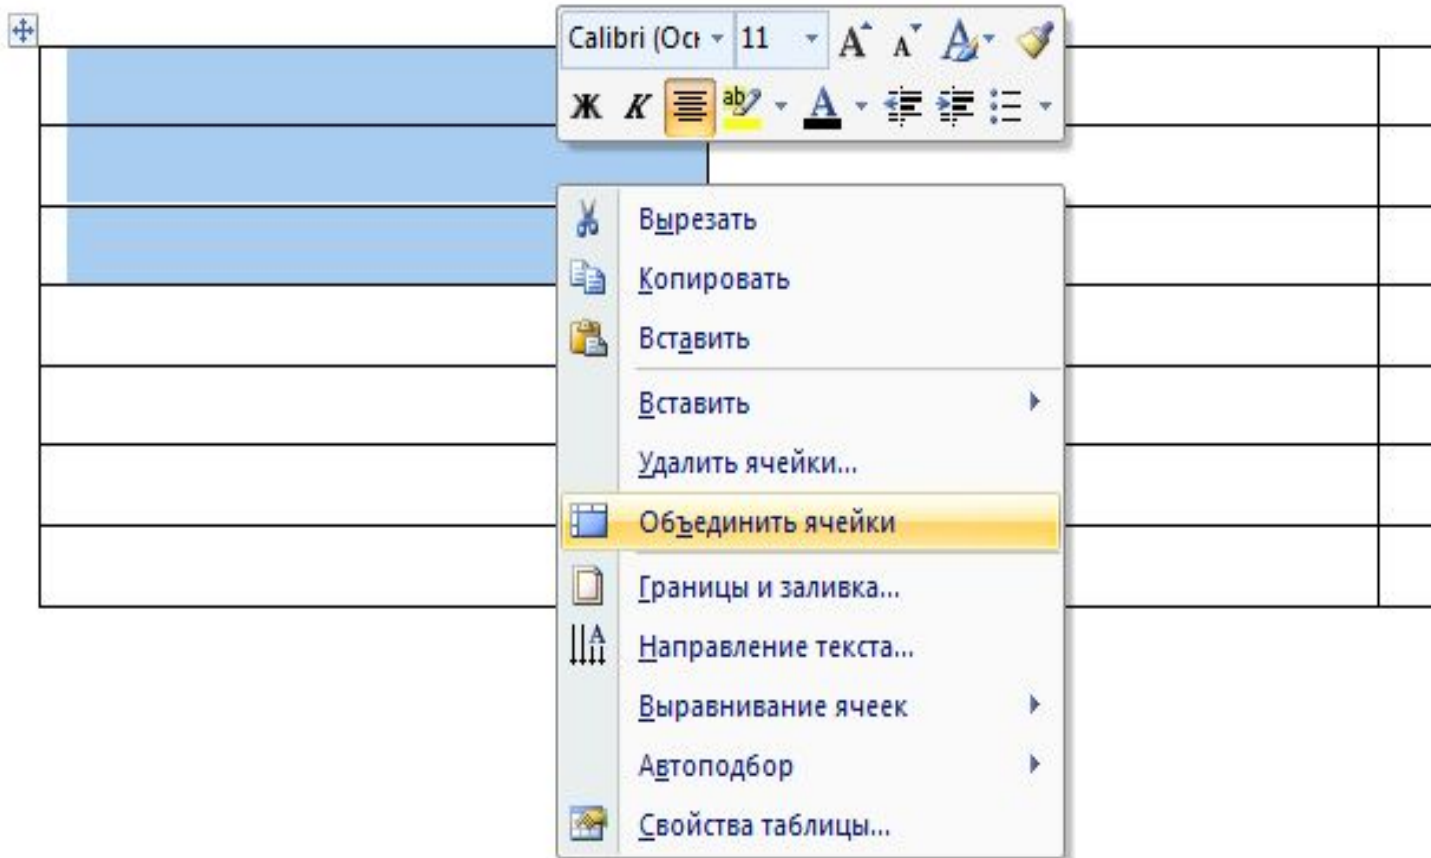 Calibri (Осн 11 A A A
Ж К ab A
Вырезать
Копировать
Вставить
Вставить
Удалить ячейки...
Объединить ячейки
Границы и заливка...
A Направление текста...
Выравнивание ячеек
Автоподбор
Свойства таблицы...